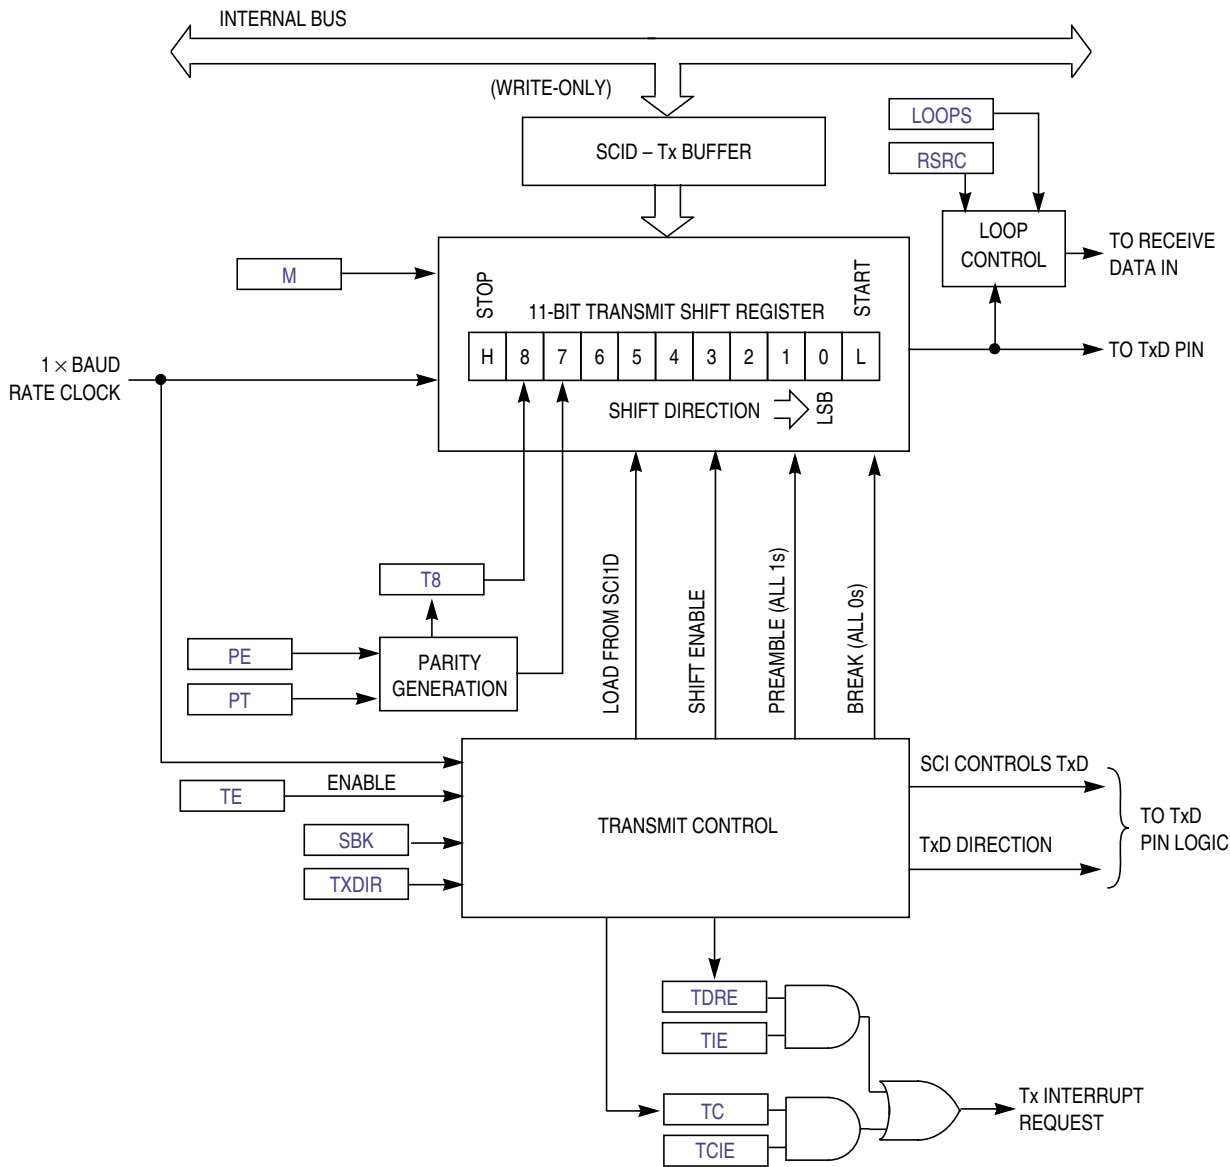 INTERNAL BUS
(WRITE-ONLY)
SCID – Tx BUFFER
LOOPS
RSRC
LOOP
CONTROL
TO RECEIVE
DATA IN
M
STOP
11-BIT TRANSMIT SHIFT REGISTER
START
H 8 7 6 5 4 3 2 1 0 L
1 × BAUD
RATE CLOCK
TO TxD PIN
SHIFT DIRECTION
LSB
T8
PE
PT
PARITY
GENERATION
LOAD FROM SCI1D
SHIFT ENABLE
PREAMBLE (ALL 1s)
BREAK (ALL 0s)
TE
ENABLE
SBK
TXDIR
TRANSMIT CONTROL
SCI CONTROLS TxD
TxD DIRECTION
TO TxD
PIN LOGIC
TDRE
TIE
TC
TCIE
Tx INTERRUPT
REQUEST